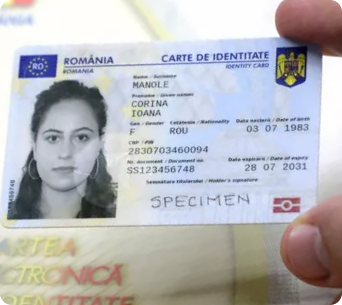 RO
ROMÂNIA
ROMANIA
CARTE DE IDENTITATE
IDENTITY CARD
Nume / Surname
MANOLE
Prenume / Given names
CORINA
IOANA
Sex / Gender Cetățenie / Nationality Data nașterii / Date of birth
F ROU 03 07 1983
CNP / PIN
2830703460094
Nr. document / Document no. Data expirării / Date of expiry
SS123456748 28 07 2031
Semnătura titularului / Holder's signature
SPECIMEN
CARTEA
ELECTRONICĂ
IDENTITATE